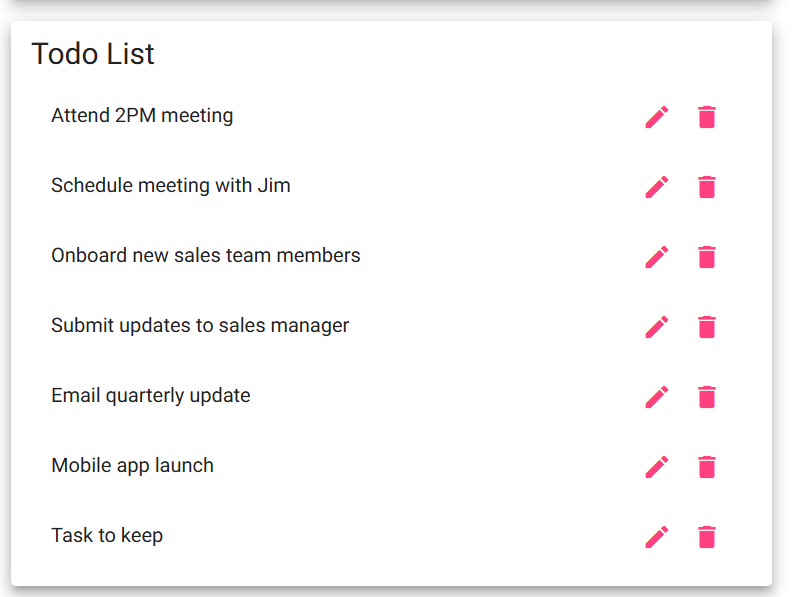 Todo List
Attend 2PM meeting
Schedule meeting with Jim
Onboard new sales team members
Submit updates to sales manager
Email quarterly update
Mobile app launch
Task to keep